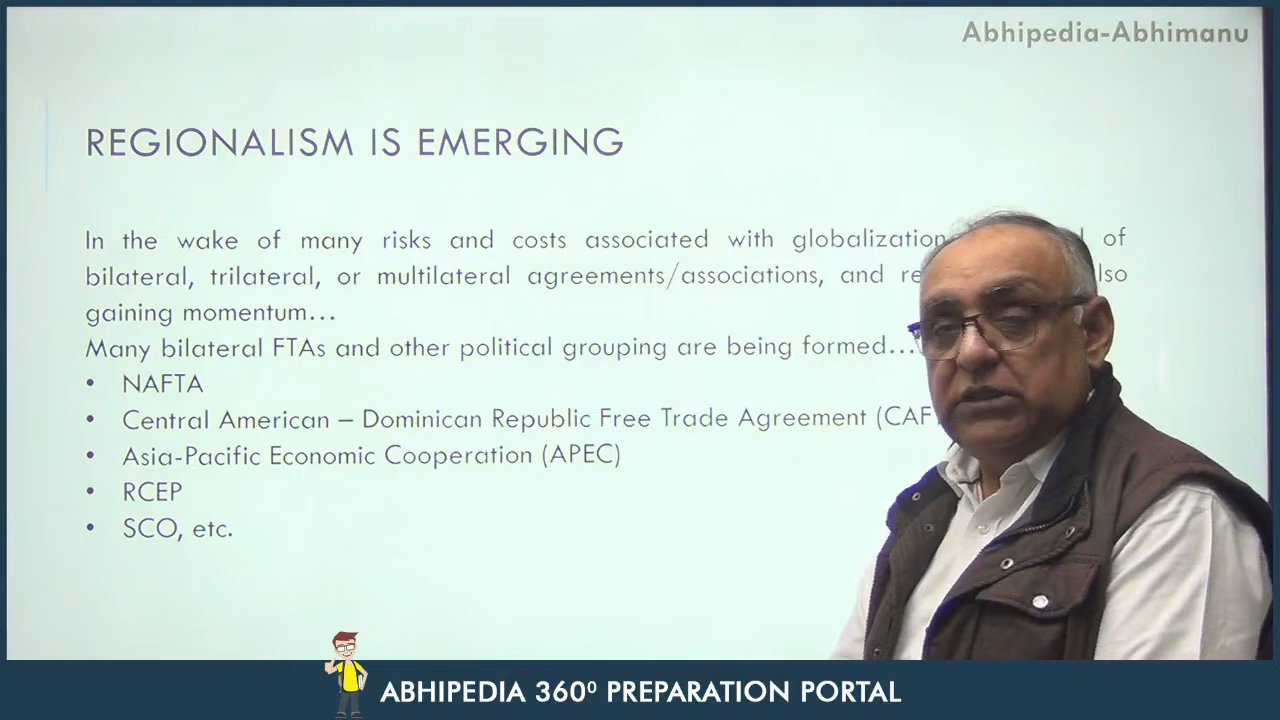 Abhipedia-Abhimanu
REGIONALISM IS EMERGING
In the wake of many risks and costs associated with globalization of
bilateral, trilateral, or multilateral agreements/associations, and
gaining momentum...
Many bilateral FTAs and other political grouping are being formed...
• NAFTA
• Central American – Dominican Republic Free Trade Agreement (CAF
• Asia-Pacific Economic Cooperation (APEC)
• RCEP
• SCO, etc.
ABHIPEDIA 360⁰ PREPARATION PORTAL